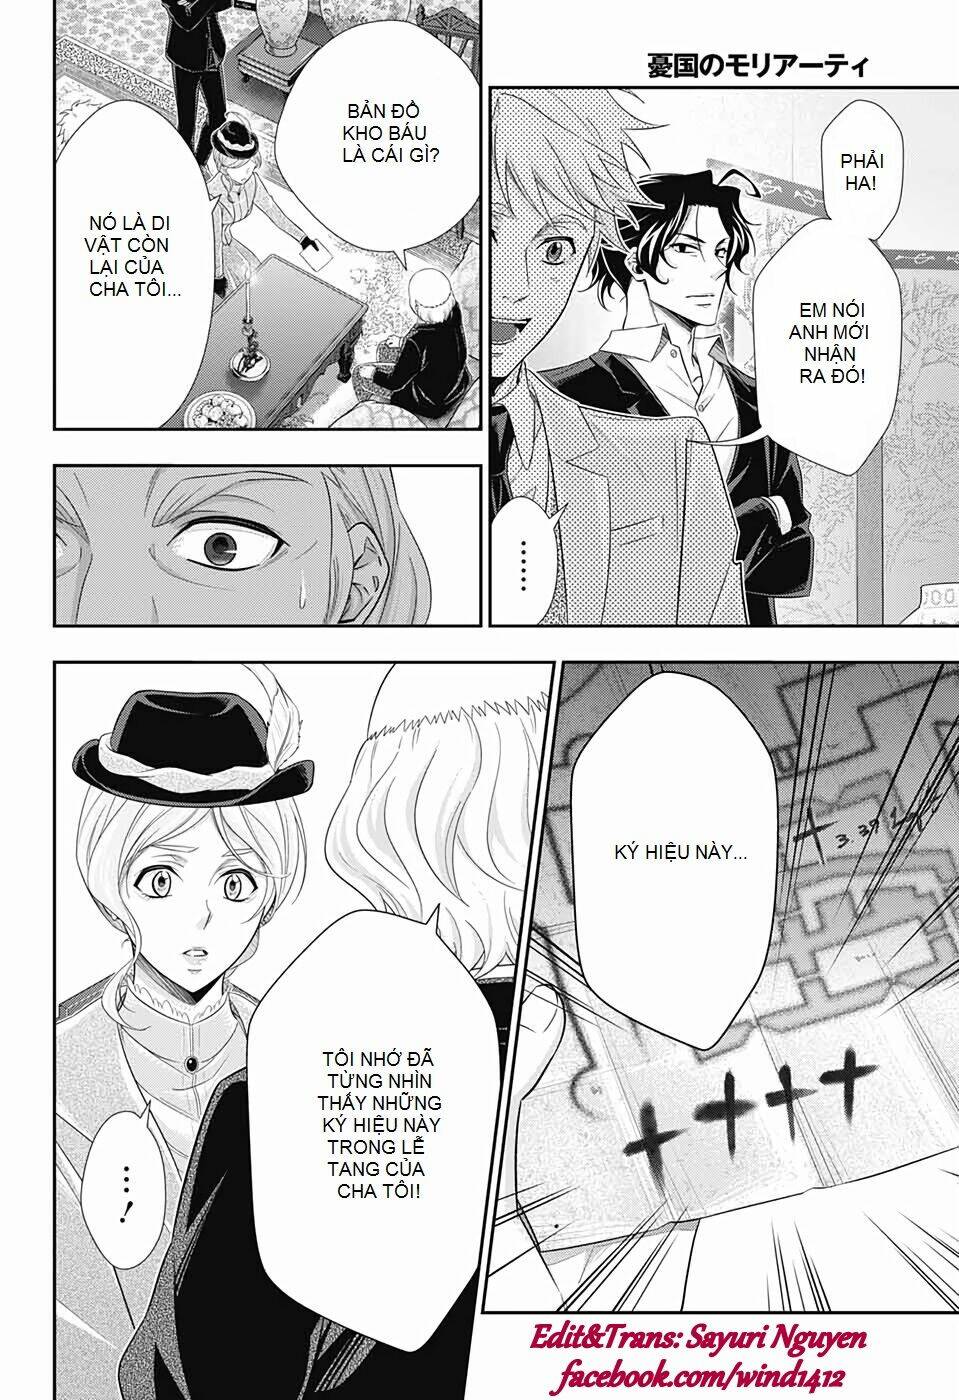 憂国のモリアーティ
PHẢI
HA!
EM NÓI
ANH MỚI
NHẬN
RA ĐÓ!
BẢN ĐỒ
KHO BÁU
LÀ CÁI GÌ?
NÓ LÀ DI
VẬT CÒN
LẠI CỦA
CHA TÔI...
KÝ HIỆU NÀY...
TÔI NHỚ ĐÃ
TỪNG NHÌN
THẤY NHỮNG
KÝ HIỆU NÀY
TRONG LỄ
TANG CỦA
CHA TÔI!
...!
Edit&Trans: Sayuri Nguyen
facebook.com/wind1412